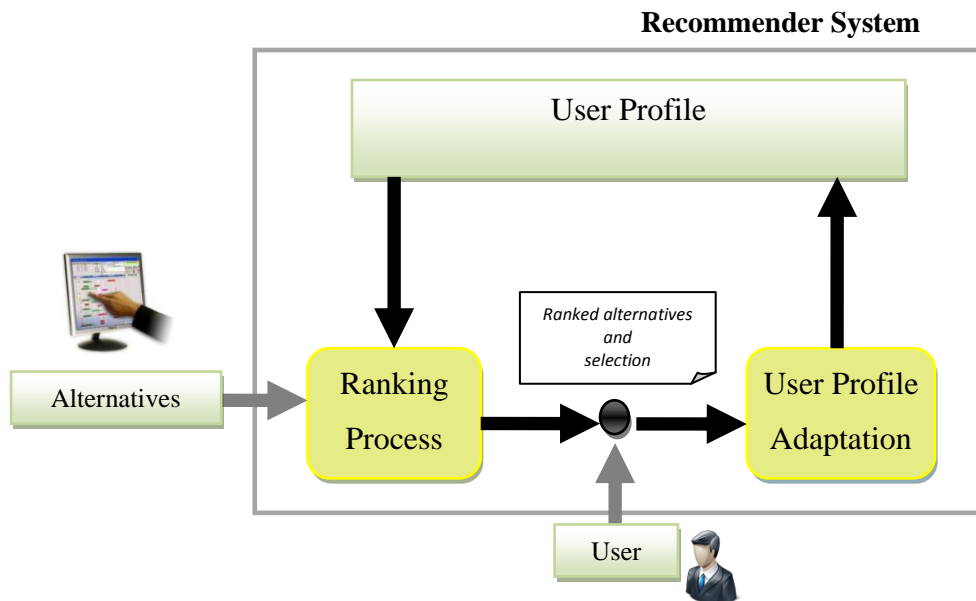 Recommender System
User Profile
Ranked alternatives
and
selection
Alternatives
Ranking
Process
User Profile
Adaptation
User